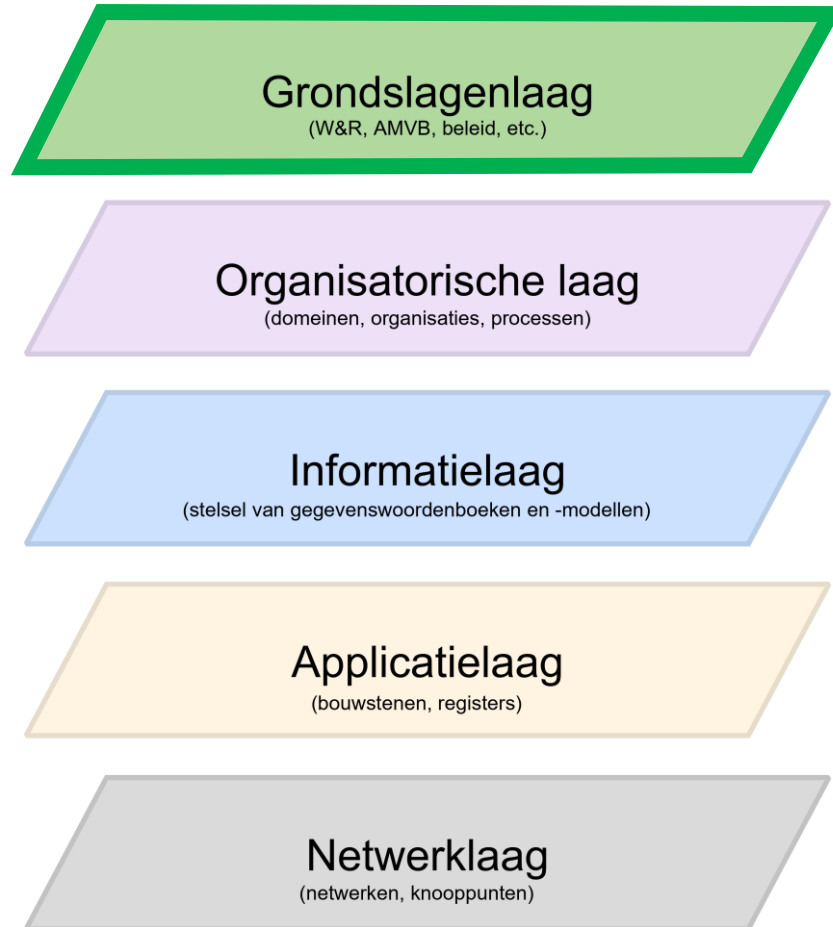 Grondslagenlaag
(W&R, AMVB, beleid, etc.)
Organisatorische laag
(domeinen, organisaties, processen)
Informatielaag
(stelsel van gegevenswoordenboeken en -modellen)
Applicatielaag
(bouwstenen, registers)
Netwerklaag
(netwerken, knooppunten)